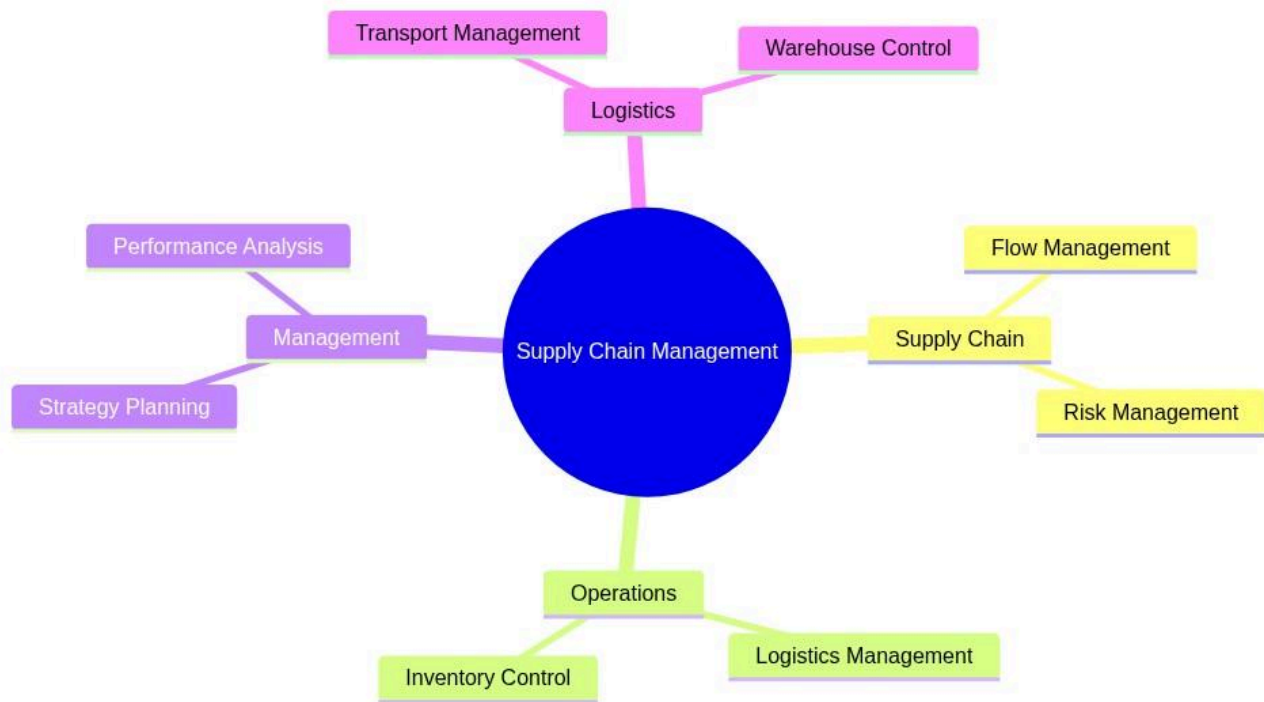 Transport Management
Warehouse Control
Logistics
Performance Analysis
Flow Management
Management
Supply Chain Management
Supply Chain
Strategy Planning
Risk Management
Operations
Logistics Management
Inventory Control